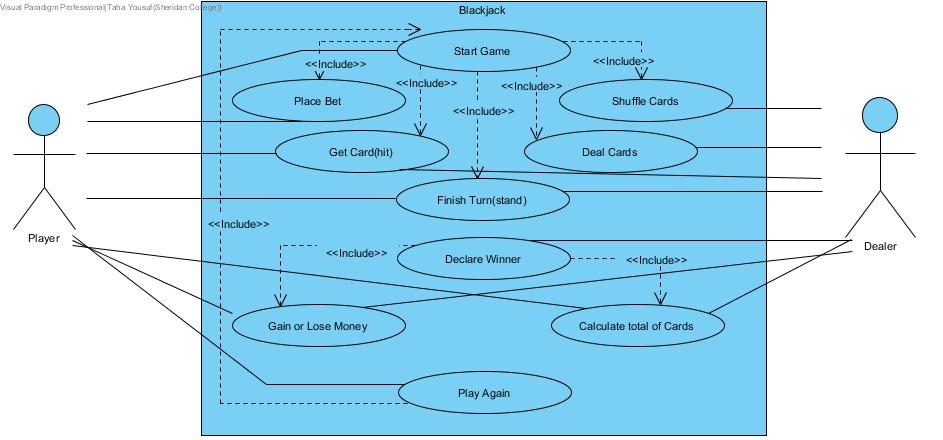 Visual Paradigm Professional(Taha Yousuf(Sheridan College))
Blackjack
Start Game
<<Include>>
<<Include>>
<<Include>>
<<Include>>
Place Bet
Shuffle Cards
<<Include>>
Get Card(hit)
Deal Cards
Finish Turn(stand)
<<Include>>
Player
Dealer
<<Include>>
Declare Winner
<<Include>>
Gain or Lose Money
Calculate total of Cards
Play Again